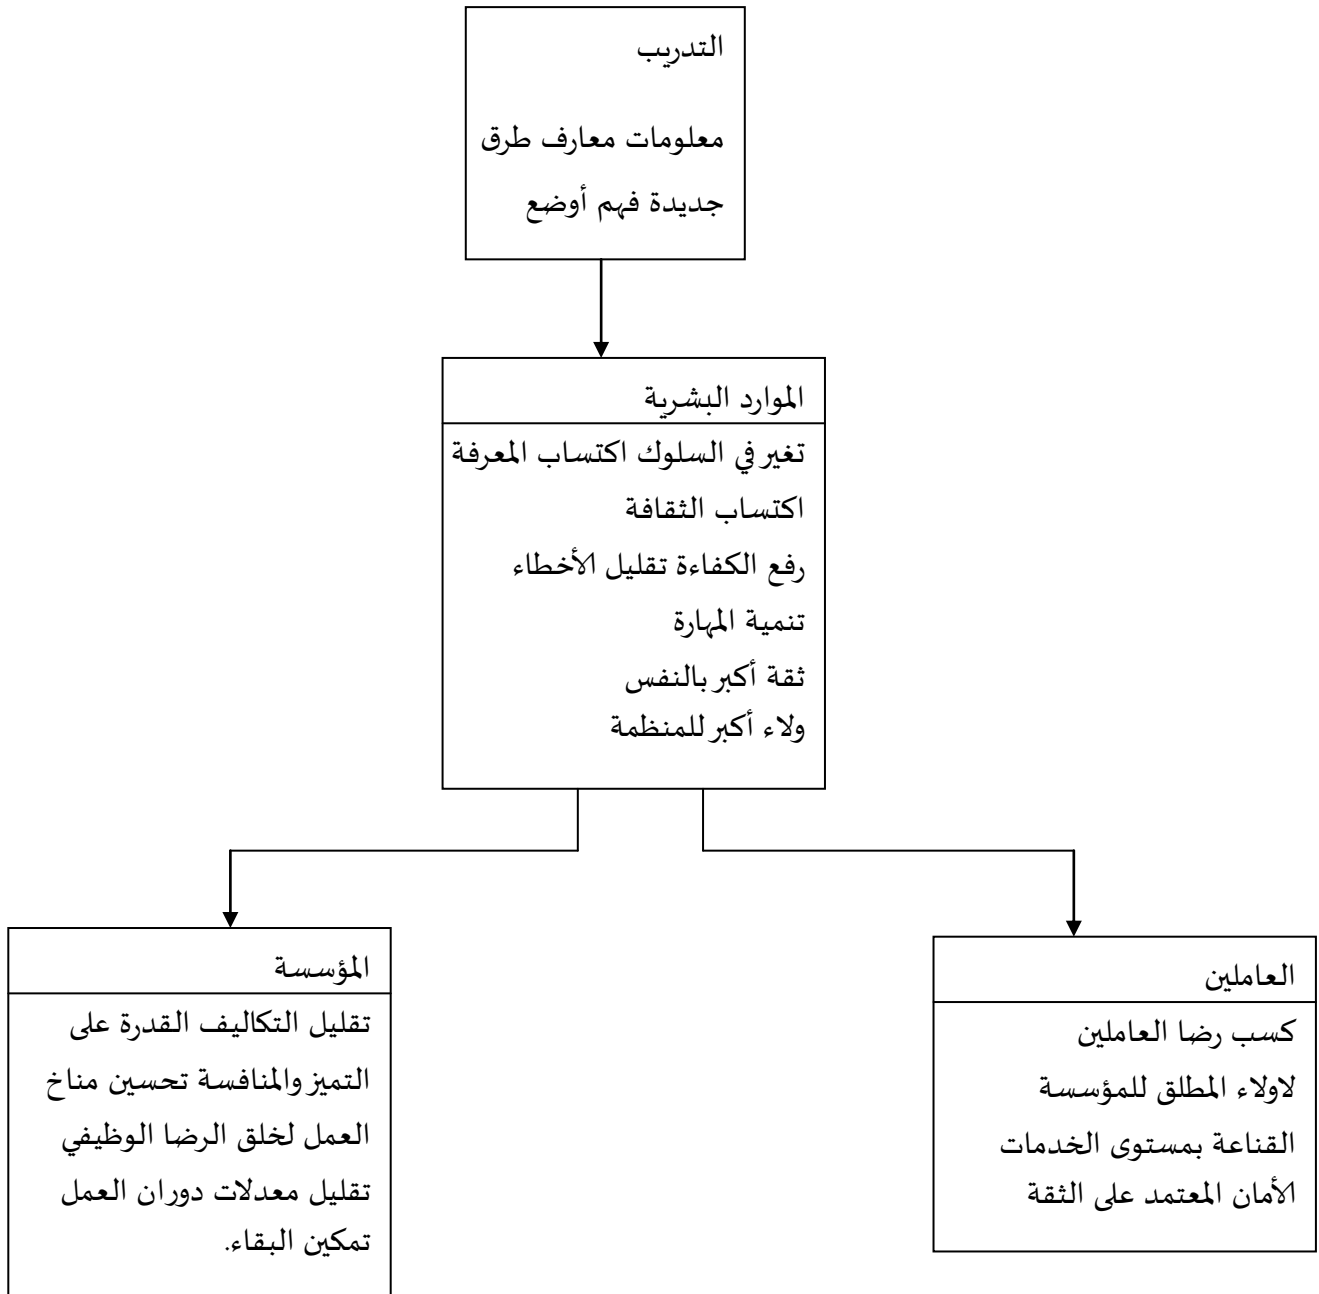 التدريب
معلومات معارف طرق
جديدة فهم أوضع
الموارد البشرية
تغير في السلوك اكتساب المعرفة
اكتساب الثقافة
رفع الكفاءة تقليل الأخطاء
تنمية المهارة
ثقة أكبر بالنفس
ولاء أكبر للمنظمة
العاملين
كسب رضا العاملين
لاولاء المطلق للمؤسسة
القناعة بمستوى الخدمات
الأمان المعتمد على الثقة
المؤسسة
تقليل التكاليف القدرة على
التميز والمنافسة تحسين مناخ
العمل لخلق الرضا الوظيفي
تقليل معدلات دوران العمل
تمكين البقاء.